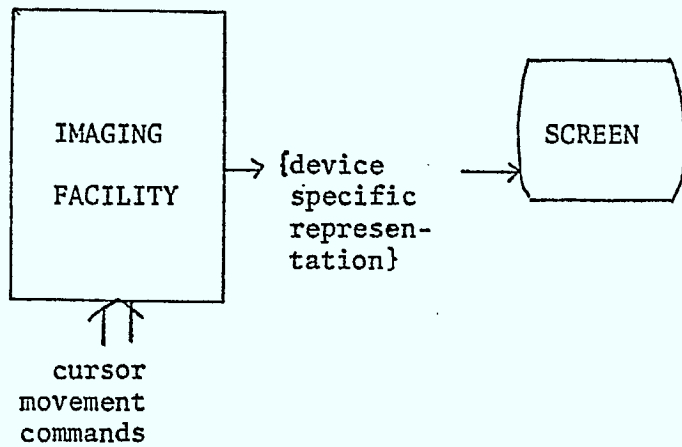 IMAGING
FACILITY
{device
specific
represen-
tation}
SCREEN
cursor
movement
commands